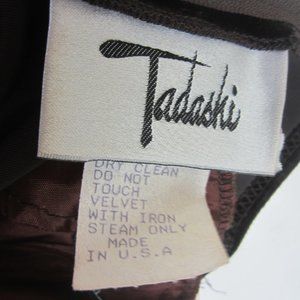 Tadashi
DRY CLEAN
DO NOT
TOUCH
VELVET
WITH IRON
STEAM ONLY
MADE
IN U.S.A